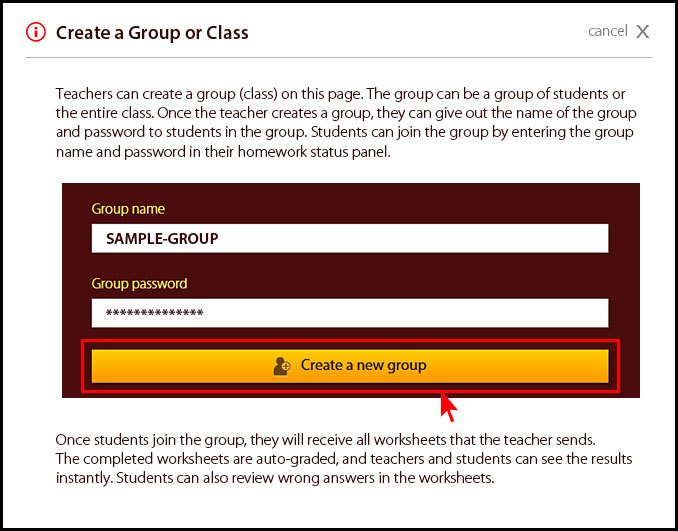 Create a Group or Class
cancel X
Teachers can create a group (class) on this page. The group can be a group of students or
the entire class. Once the teacher creates a group, they can give out the name of the group
and password to students in the group. Students can join the group by entering the group
name and password in their homework status panel.
Group name
SAMPLE-GROUP
Group password
**************
Create a new group
Once students join the group, they will receive all worksheets that the teacher sends.
The completed worksheets are auto-graded, and teachers and students can see the results
instantly. Students can also review wrong answers in the worksheets.